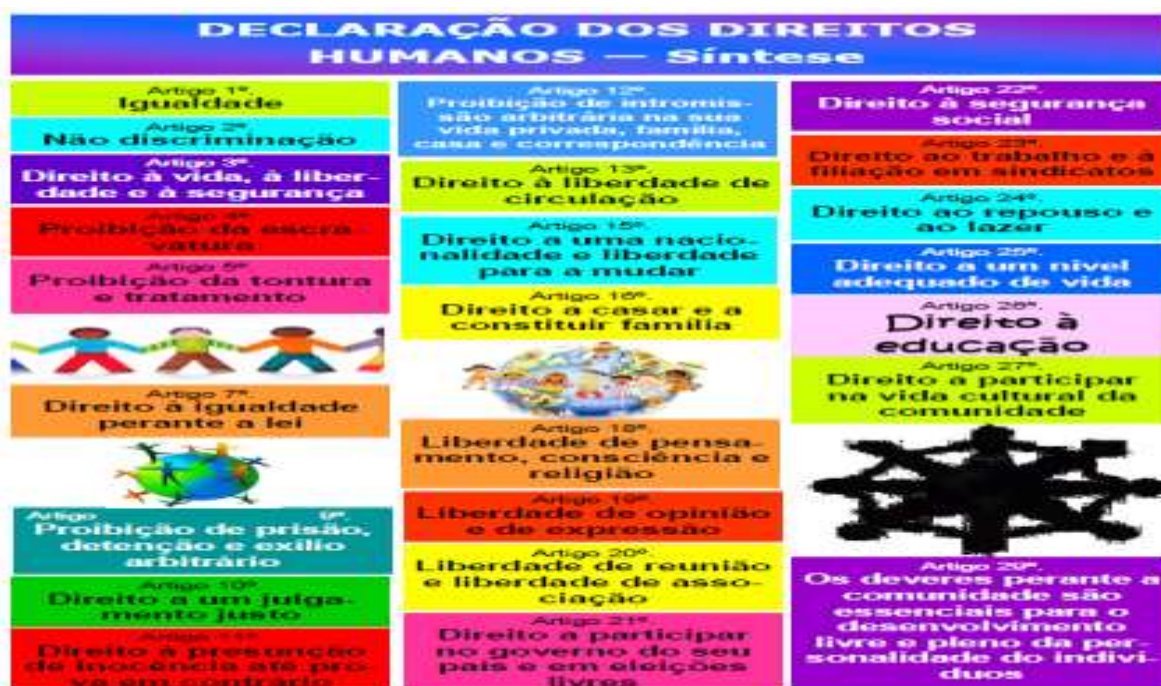 DECLARAÇÃO DOS DIREITOS
HUMANOS — Síntese
Artigo 1º.
Igualdade
Artigo 2º.
Não discriminação
Artigo 3º.
Direito à vida, à liber-
dade e à segurança
Artigo 4º
Proibição da escra-
vatura
Artigo 5º
Proibição da tontura
e tratamento
Artigo 7º.
Direito à igualdade
perante a lei
Artigo 9º.
Proibição de prisão,
detenção e exílio
arbitrário
Artigo 10º
Direito a um julga-
mento justo
Artigo 11º
Direito à presunção
de inocência até pro-
va em contrário
Artigo 12º.
Proibição de intromis-
são arbitrária na sua
vida privada, família,
casa e correspondência
Artigo 13º.
Direito à liberdade de
circulação
Artigo 15º.
Direito a uma nacio-
nalidade e liberdade
para a mudar
Artigo 16º.
Direito a casar e a
constituir família
Artigo 18º.
Liberdade de pensa-
mento, consciência e
religião
Artigo 19º.
Liberdade de opinião
e de expressão
Artigo 20º.
Liberdade de reunião
e liberdade de asso-
ciação
Artigo 21º.
Direito a participar
no governo do seu
país e em eleições
livres
Artigo 22º.
Direito à segurança
social
Artigo 23º.
Direito ao trabalho e à
filiação em sindicatos
Artigo 24º.
Direito ao repouso e
ao lazer
Artigo 25º.
Direito a um nível
adequado de vida
Artigo 26º.
Direito à
educação
Artigo 27º.
Direito a participar
na vida cultural da
comunidade
Artigo 29º.
Os deveres perante a
comunidade são
essenciais para o
desenvolvimento
livre e pleno da per-
sonalidade do indiví-
duos